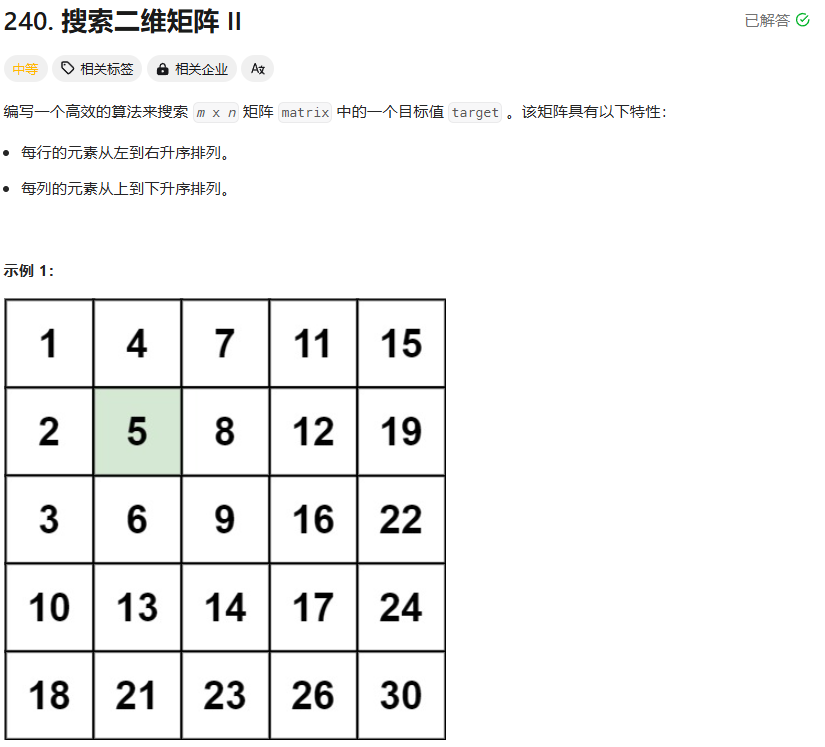 240. 搜索二维矩阵 II
已解答
中等 相关标签 相关企业 Aあ
编写一个高效的算法来搜索 m x n 矩阵 matrix 中的一个目标值 target 。该矩阵具有以下特性：
每行的元素从左到右升序排列。
每列的元素从上到下升序排列。
示例 1：
1 4 7 11 15
2 5 8 12 19
3 6 9 16 22
10 13 14 17 24
18 21 23 26 30